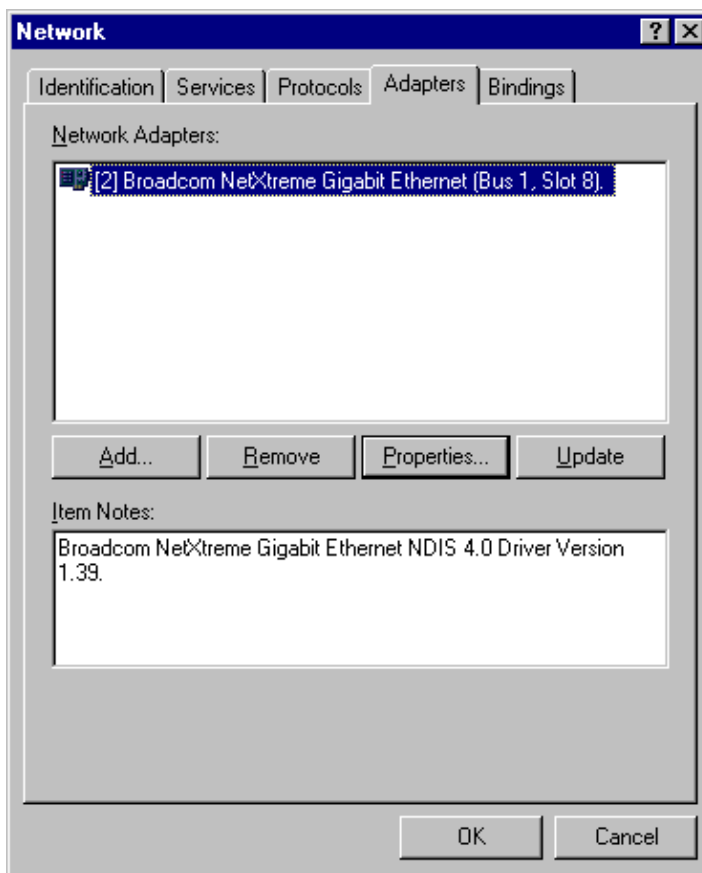 Network
Identification Services Protocols Adapters Bindings
Network Adapters:
[2] Broadcom NetXtreme Gigabit Ethernet (Bus 1, Slot 8).
Add... Remove Properties... Update
Item Notes:
Broadcom NetXtreme Gigabit Ethernet NDIS 4.0 Driver Version
1.39.
OK Cancel